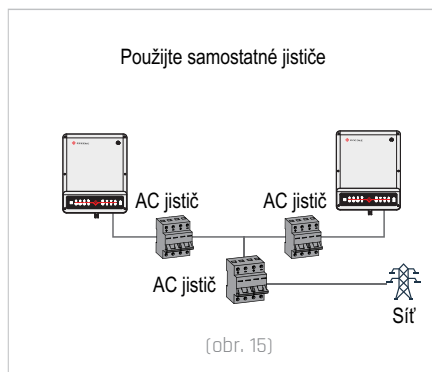 Použijte samostatné jističe
AC jistič
AC jistič
AC jistič
Síť
(obr. 15)